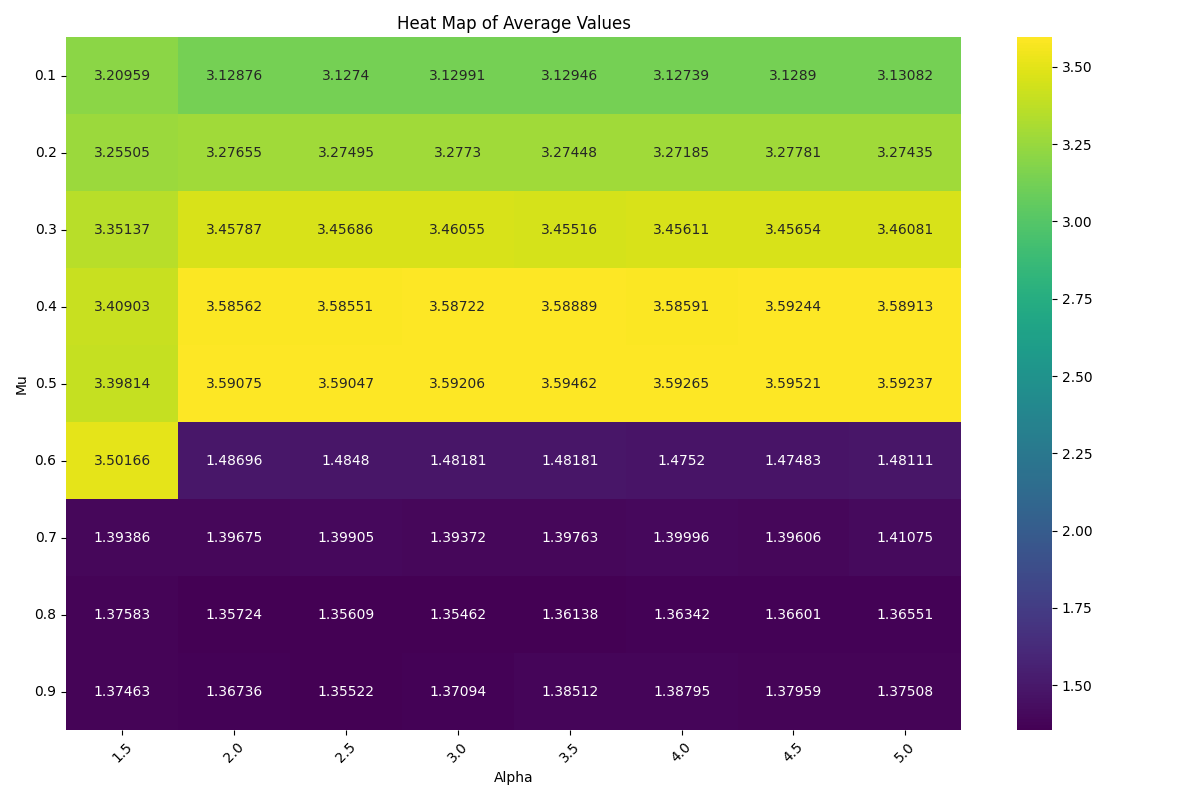 Heat Map of Average Values
0.1 3.20959 3.12876 3.1274 3.12991 3.12946 3.12739 3.1289 3.13082
0.2 3.25505 3.27655 3.27495 3.2773 3.27448 3.27185 3.27781 3.27435
0.3 3.35137 3.45787 3.45686 3.46055 3.45516 3.45611 3.45654 3.46081
0.4 3.40903 3.58562 3.58551 3.58722 3.58889 3.58591 3.59244 3.58913
0.5 3.39814 3.59075 3.59047 3.59206 3.59462 3.59265 3.59521 3.59237
0.6 3.50166 1.48696 1.4848 1.48181 1.48181 1.4752 1.47483 1.48111
0.7 1.39386 1.39675 1.39905 1.39372 1.39763 1.39996 1.39606 1.41075
0.8 1.37583 1.35724 1.35609 1.35462 1.36138 1.36342 1.36601 1.36551
0.9 1.37463 1.36736 1.35522 1.37094 1.38512 1.38795 1.37959 1.37508
Mu
1.5 2.0 2.5 3.0 3.5 4.0 4.5 5.0
Alpha
3.50
3.25
3.00
2.75
2.50
2.25
2.00
1.75
1.50